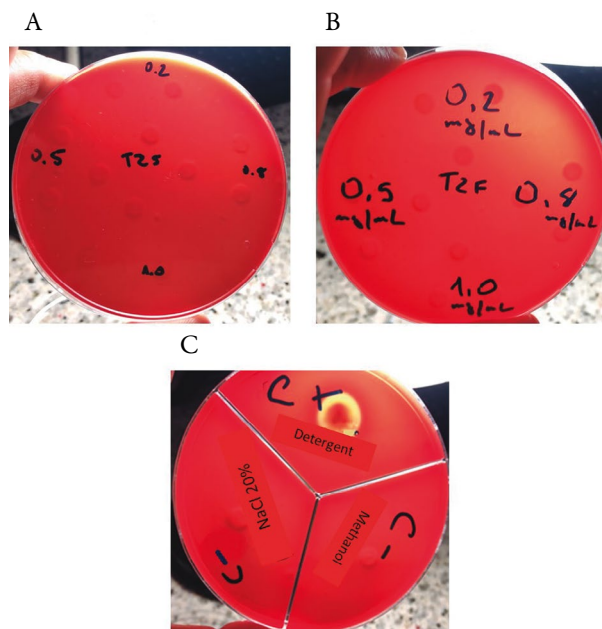 A
B
0.2
0.5
T2S
0.8
1.0
0,2
mg/mL
0,5
mg/mL
T2F
0,8
mg/mL
1.0
mg/mL
C
C +
Detergent
NaCl 20%
C-
Methanol
C-